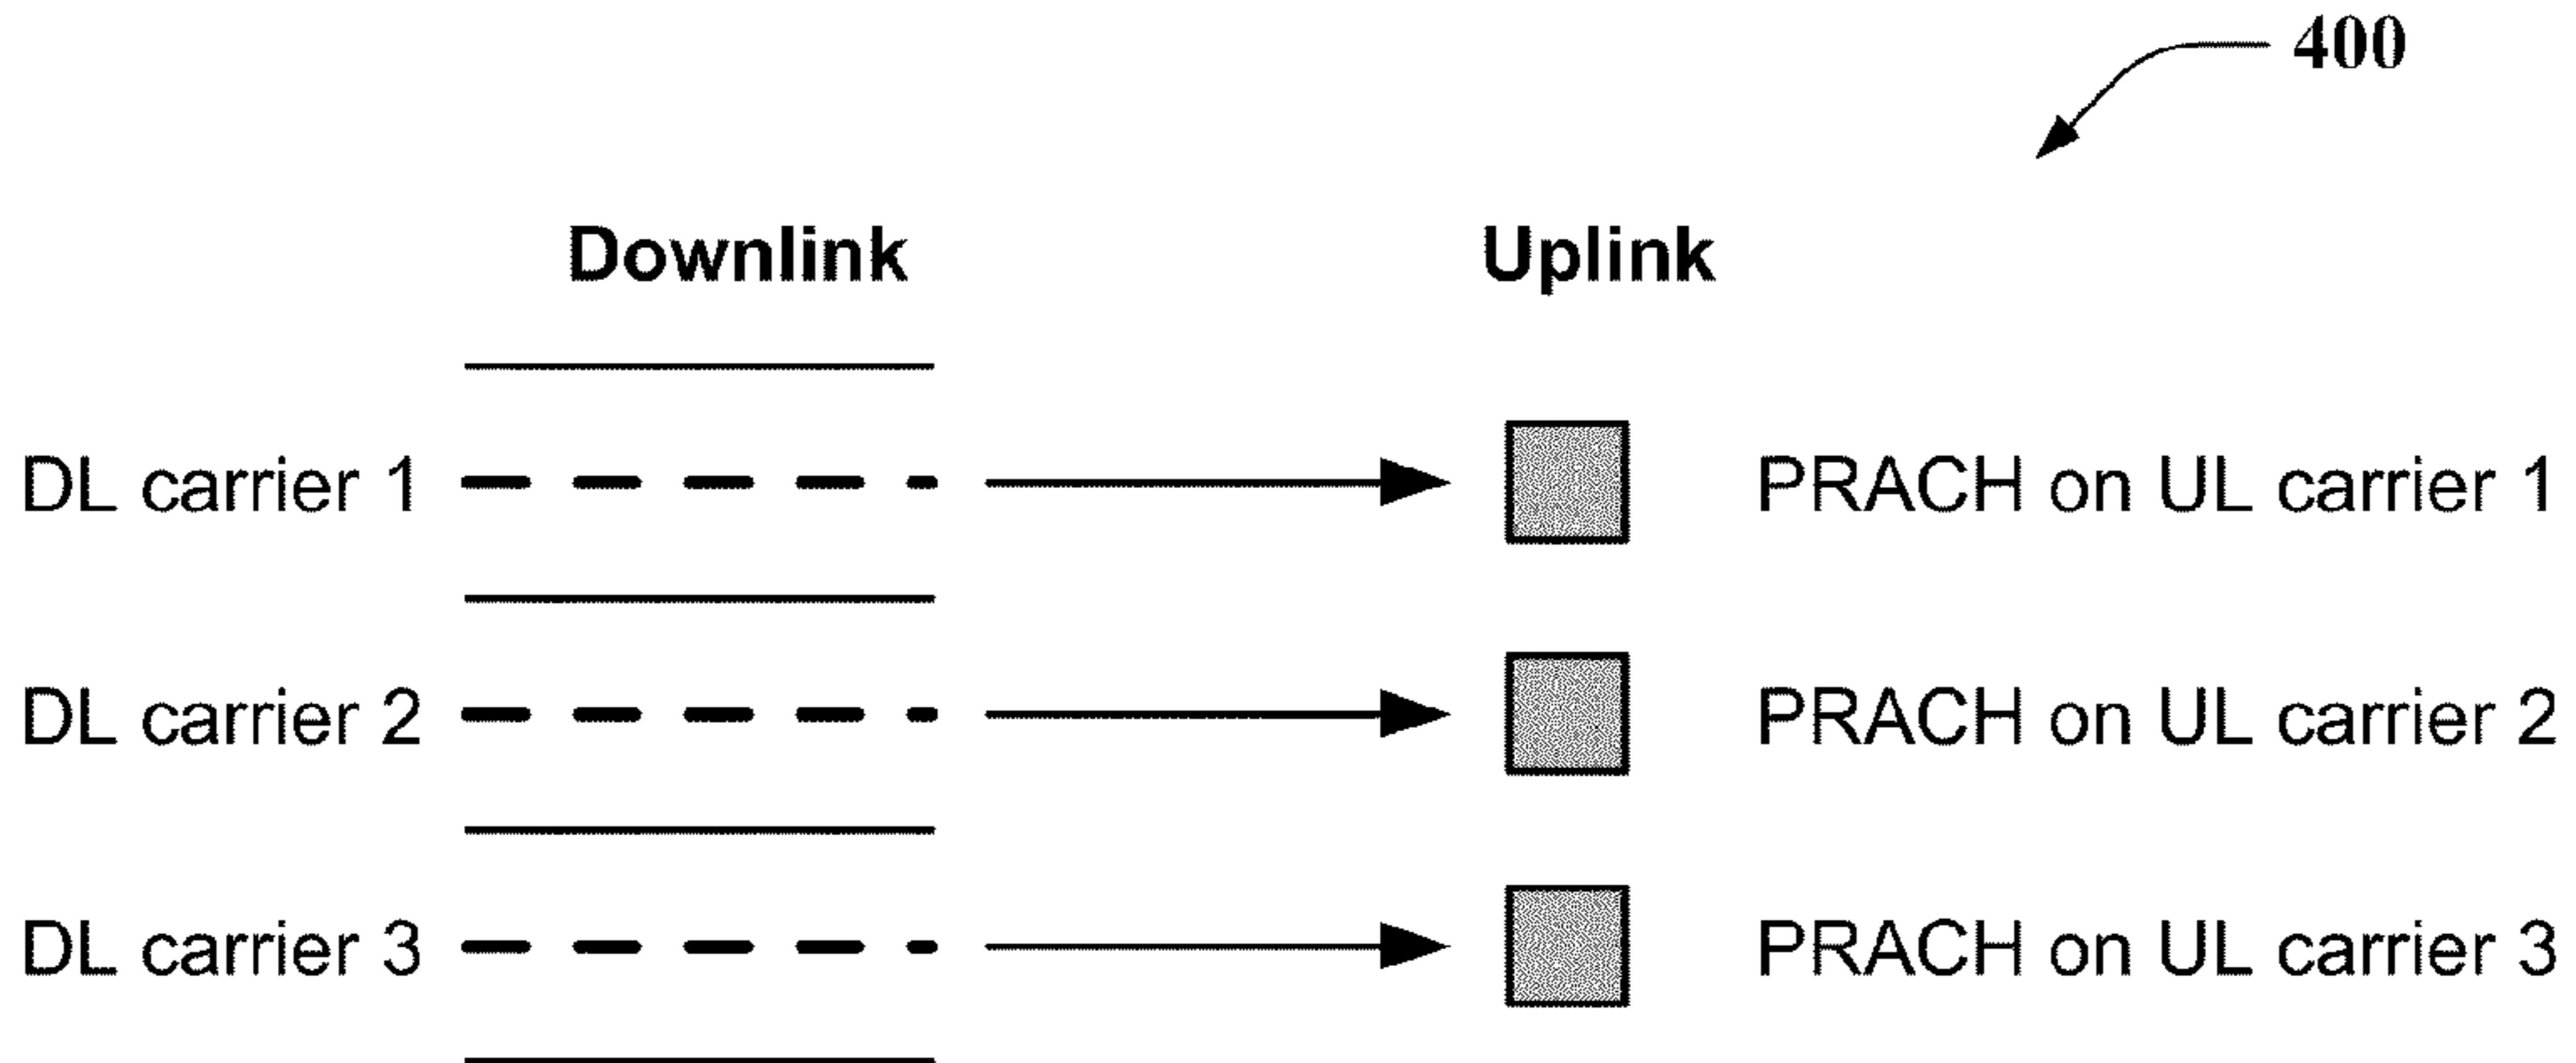 400
Downlink Uplink
DL carrier 1 PRACH on UL carrier 1
DL carrier 2 PRACH on UL carrier 2
DL carrier 3 PRACH on UL carrier 3